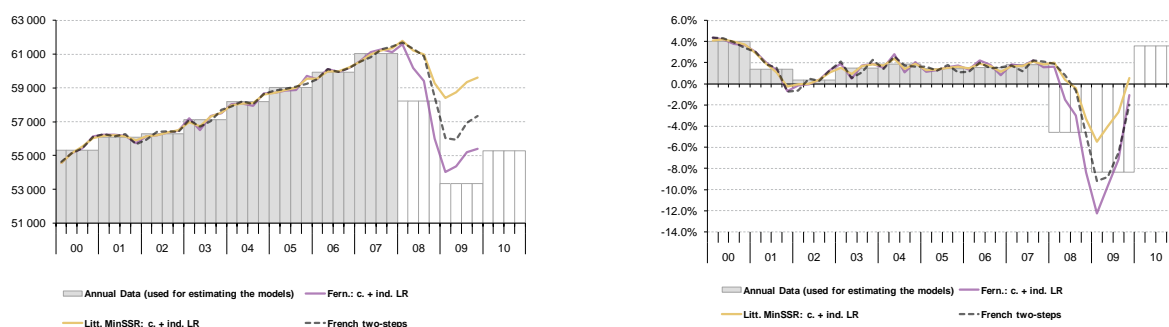 63 000
61 000
59 000
57 000
55 000
53 000
51 000
00 01 02 03 04 05 06 07 08 09 10
Annual Data (used for estimating the models)
Fern.: c. + ind. LR
Litt. MinSSR: c. + ind. LR
French two-steps
6.0%
4.0%
2.0%
0.0%
-2.0%
-4.0%
-6.0%
-8.0%
-10.0%
-12.0%
-14.0%
00 01 02 03 04 05 06 07 08 09 10
Annual Data (used for estimating the models)
Fern.: c. + ind. LR
Litt. MinSSR: c. + ind. LR
French two-steps